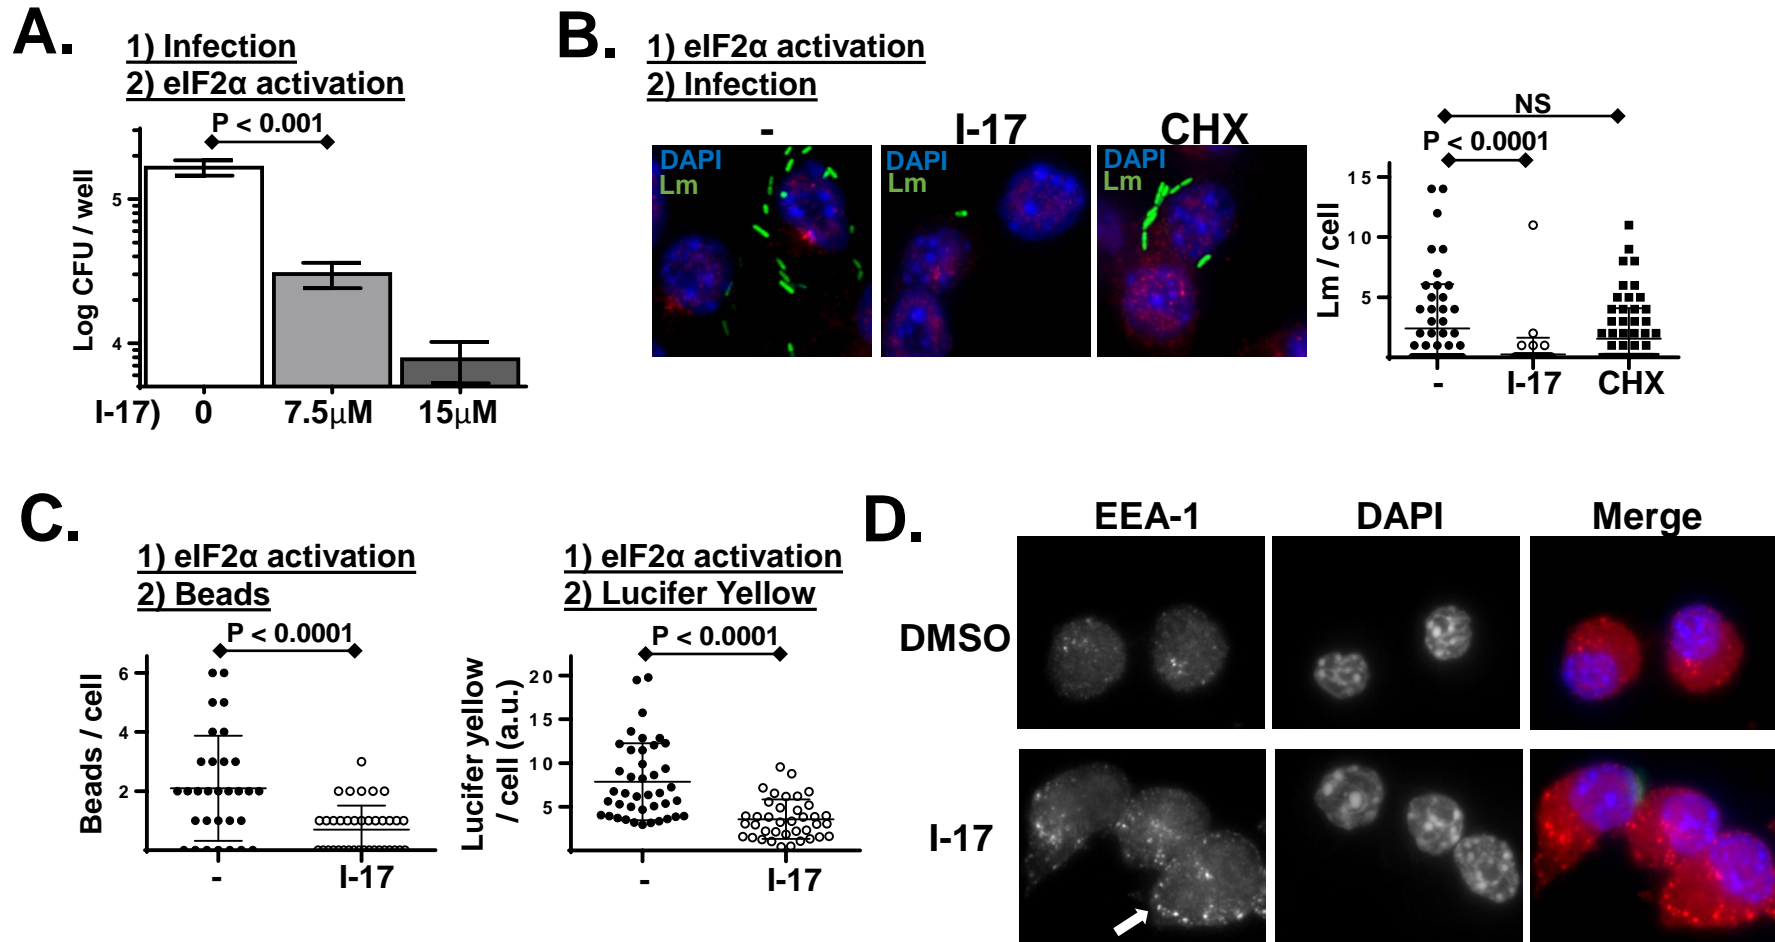 A.
1) Infection
2) eIF2α activation
P < 0.001
Log CFU / well
5
4
I-17) 0 7.5μM 15μM
B.
1) eIF2α activation
2) Infection
- I-17 CHX
DAPI
Lm
DAPI
Lm
DAPI
Lm
NS
P < 0.0001
Lm / cell
15
10
5
- I-17 CHX
C.
1) eIF2α activation
2) Beads
P < 0.0001
Beads / cell
6
4
2
- I-17
1) eIF2α activation
2) Lucifer Yellow
P < 0.0001
Lucifer yellow
/ cell (a.u.)
20
15
10
5
- I-17
D.
EEA-1 DAPI Merge
DMSO
I-17